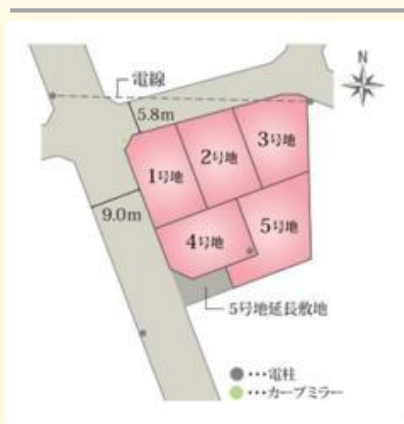 電線
N
5.8m
3号地
2号地
1号地
9.0m
5号地
4号地
5号地延長敷地
●･･･電柱
●･･･カーブミラー